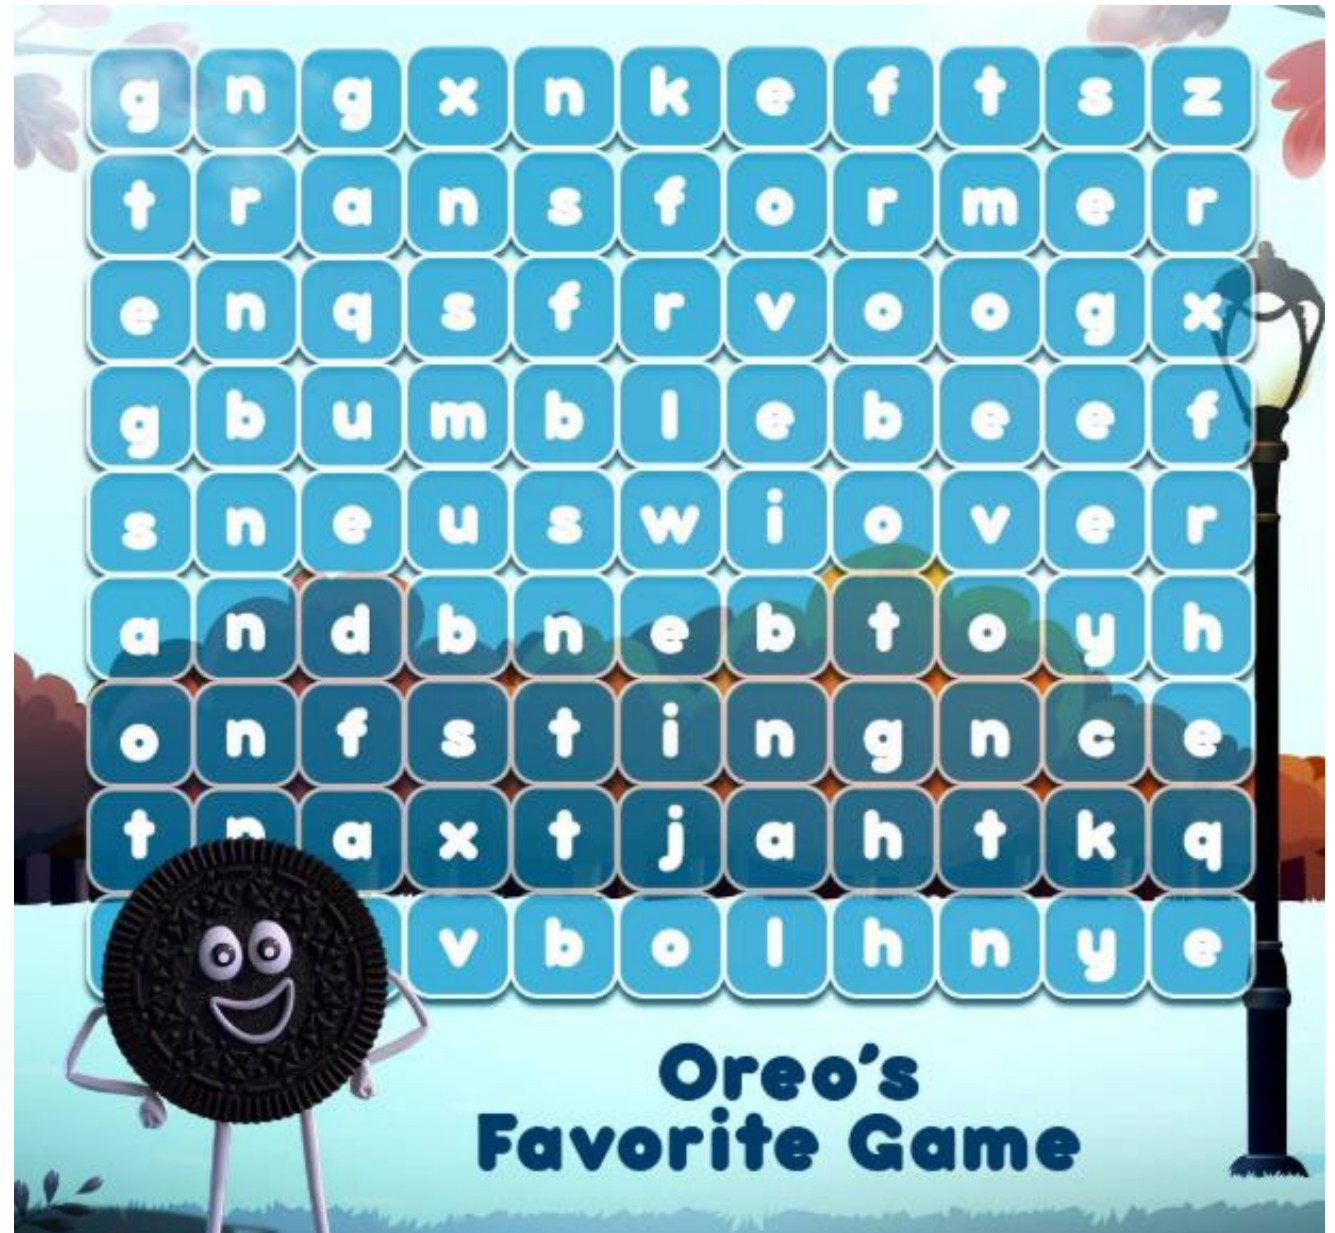 g n g x n k e f t s z
t r a n s f o r m e r
e n q s f r v o o g x
g b u m b l e b e e f
s n e u s w i o v e r
a n d b n e b t o y h
o n f s t i n g n c e
t n a x t j a h t k q
v b o l h n y e
Oreo's
Favorite Game